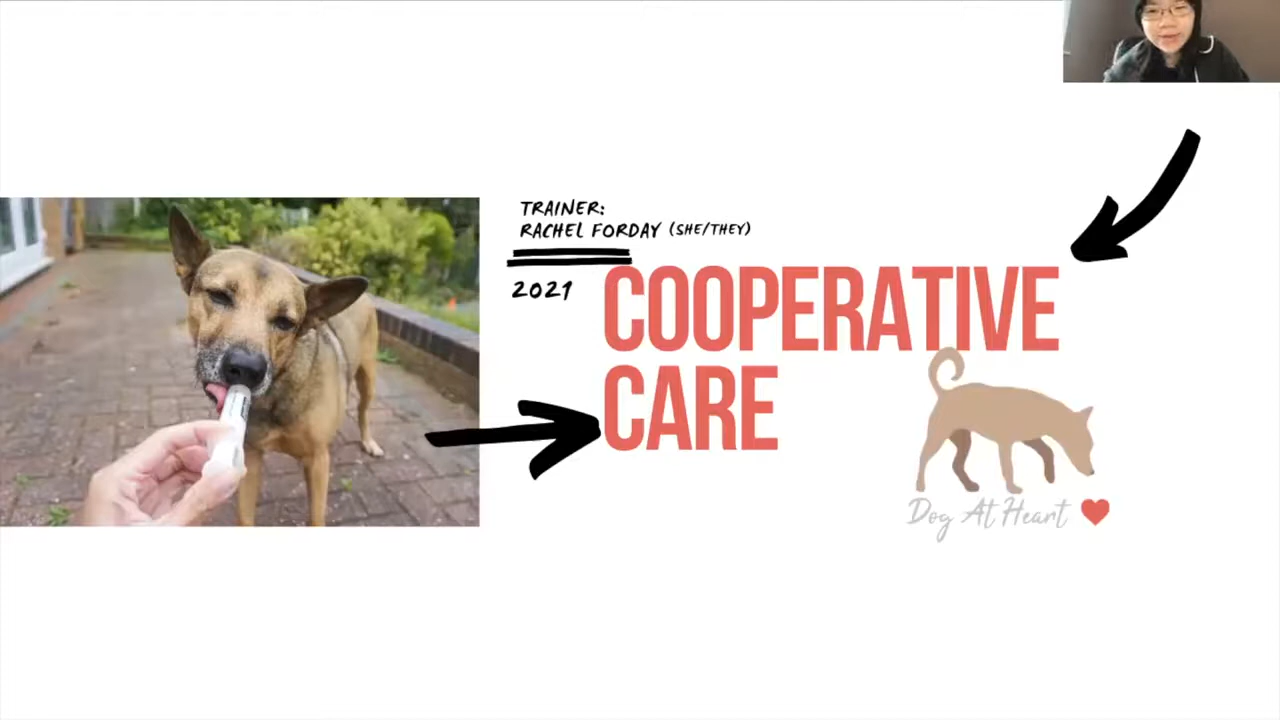 TRAINER:
RACHEL FORDAY (SHE/THEY)
2021
COOPERATIVE
CARE
Dog At Heart